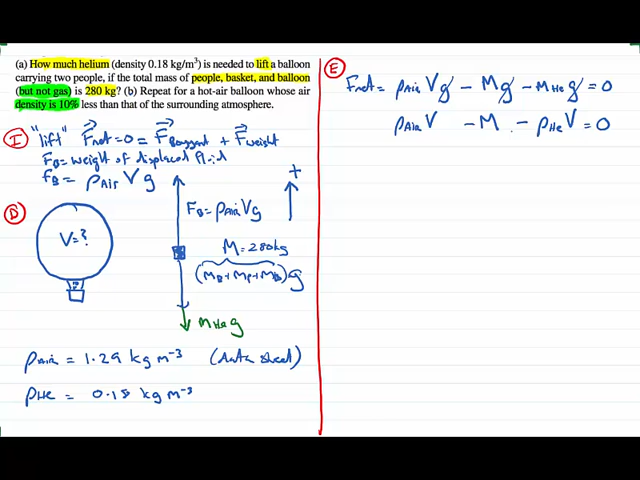 (a) How much helium (density 0.18 kg/m³) is needed to lift a balloon
carrying two people, if the total mass of people, basket, and balloon
(but not gas) is 280 kg? (b) Repeat for a hot-air balloon whose air
density is 10% less than that of the surrounding atmosphere.
I "lift" F⃗net = 0 = F⃗Buoyant + F⃗weight
FB = weight of displaced fluid
fB = ρAir V g
D
V = ?
FB = ρAir V g
+
M = 280 kg
(MB + MP + MB) g
mHe g
ρAir = 1.29 kg m⁻³ (data sheet)
ρHe = 0.18 kg m⁻³
E
Fnet = ρAir V g − M g − mHe g = 0
ρAir V − M − ρHe V = 0